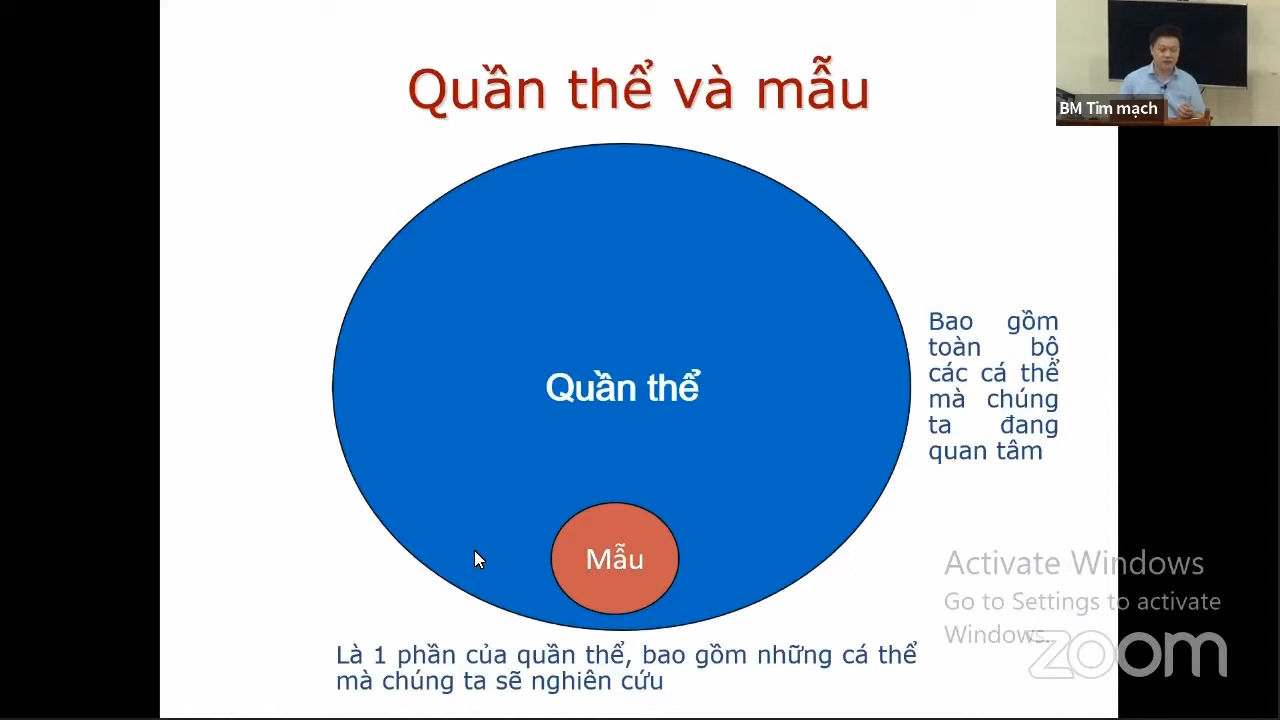 Quần thể và mẫu
BM Tim mạch
Quần thể
Bao gồm
toàn bộ
các cá thể
mà chúng
ta đang
quan tâm
Mẫu
Activate Windows
Go to Settings to activate
Windows.
zoom
Là 1 phần của quần thể, bao gồm những cá thể
mà chúng ta sẽ nghiên cứu